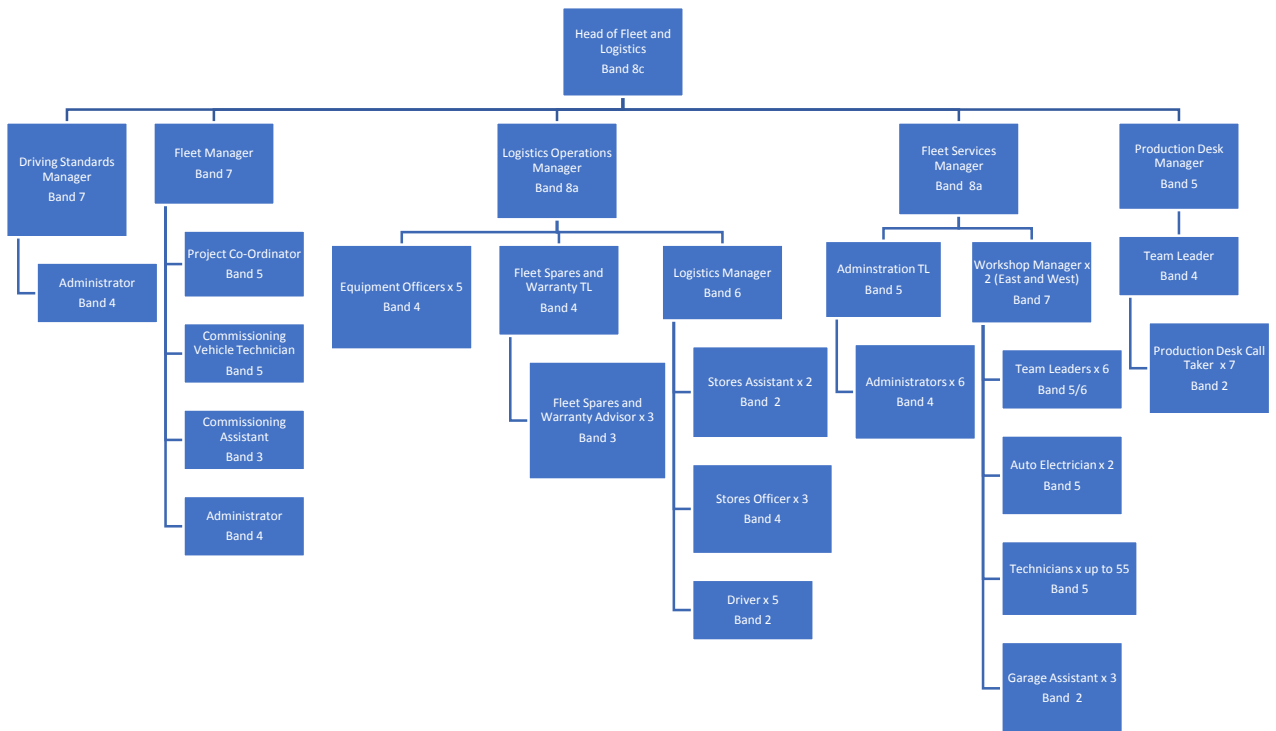 Head of Fleet and
Logistics
Band 8c
Driving Standards
Manager
Band 7
Administrator
Band 4
Fleet Manager
Band 7
Project Co-Ordinator
Band 5
Commissioning
Vehicle Technician
Band 5
Commissioning
Assistant
Band 3
Administrator
Band 4
Logistics Operations
Manager
Band 8a
Equipment Officers x 5
Band 4
Fleet Spares and
Warranty TL
Band 4
Fleet Spares and
Warranty Advisor x 3
Band 3
Logistics Manager
Band 6
Stores Assistant x 2
Band 2
Stores Officer x 3
Band 4
Driver x 5
Band 2
Fleet Services
Manager
Band 8a
Adminstration TL
Band 5
Administrators x 6
Band 4
Workshop Manager x
2 (East and West)
Band 7
Team Leaders x 6
Band 5/6
Auto Electrician x 2
Band 5
Technicians x up to 55
Band 5
Garage Assistant x 3
Band 2
Production Desk
Manager
Band 5
Team Leader
Band 4
Production Desk Call
Taker x 7
Band 2